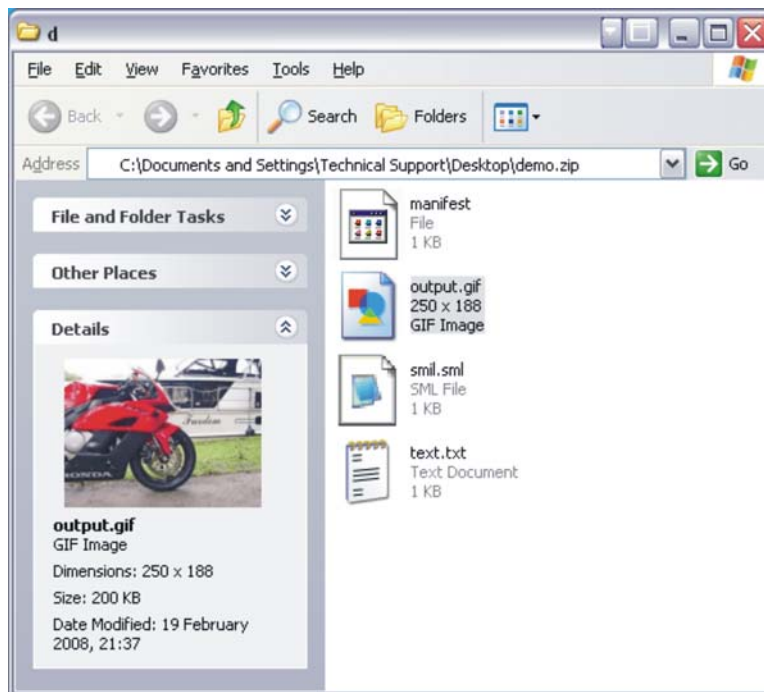 d
File Edit View Favorites Tools Help
Back Search Folders
Address C:\Documents and Settings\Technical Support\Desktop\demo.zip Go
File and Folder Tasks
Other Places
Details
HONDA
output.gif
GIF Image
Dimensions: 250 x 188
Size: 200 KB
Date Modified: 19 February
2008, 21:37
manifest
File
1 KB
output.gif
250 x 188
GIF Image
smil.sml
SML File
1 KB
text.txt
Text Document
1 KB